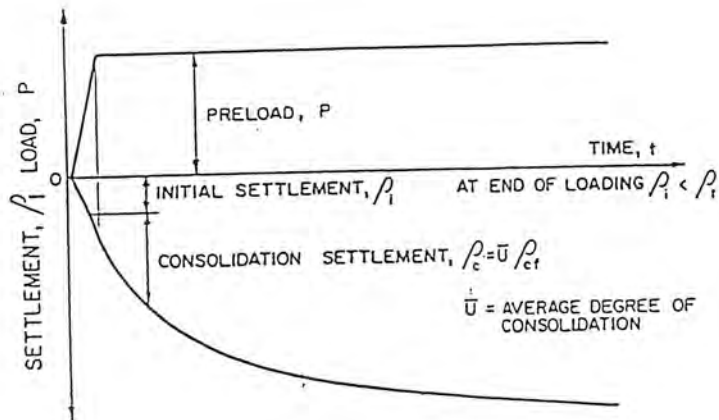 PRELOAD, P
TIME, t
O
INITIAL SETTLEMENT, ρi
AT END OF LOADING ρi < ρt
CONSOLIDATION SETTLEMENT, ρc = Ū ρcf
Ū = AVERAGE DEGREE OF
CONSOLIDATION
SETTLEMENT, ρ| LOAD, P